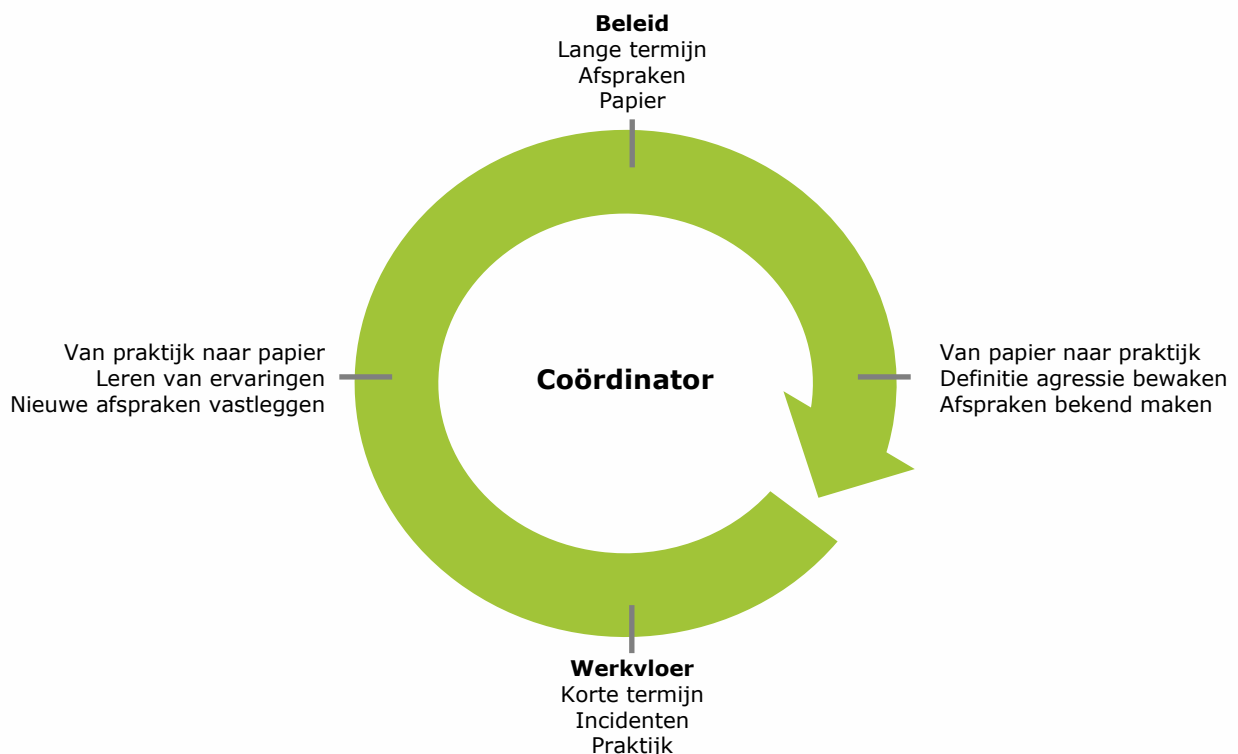 Beleid
Lange termijn
Afspraken
Papier
Van praktijk naar papier
Leren van ervaringen
Nieuwe afspraken vastleggen
Coördinator
Van papier naar praktijk
Definitie agressie bewaken
Afspraken bekend maken
Werkvloer
Korte termijn
Incidenten
Praktijk